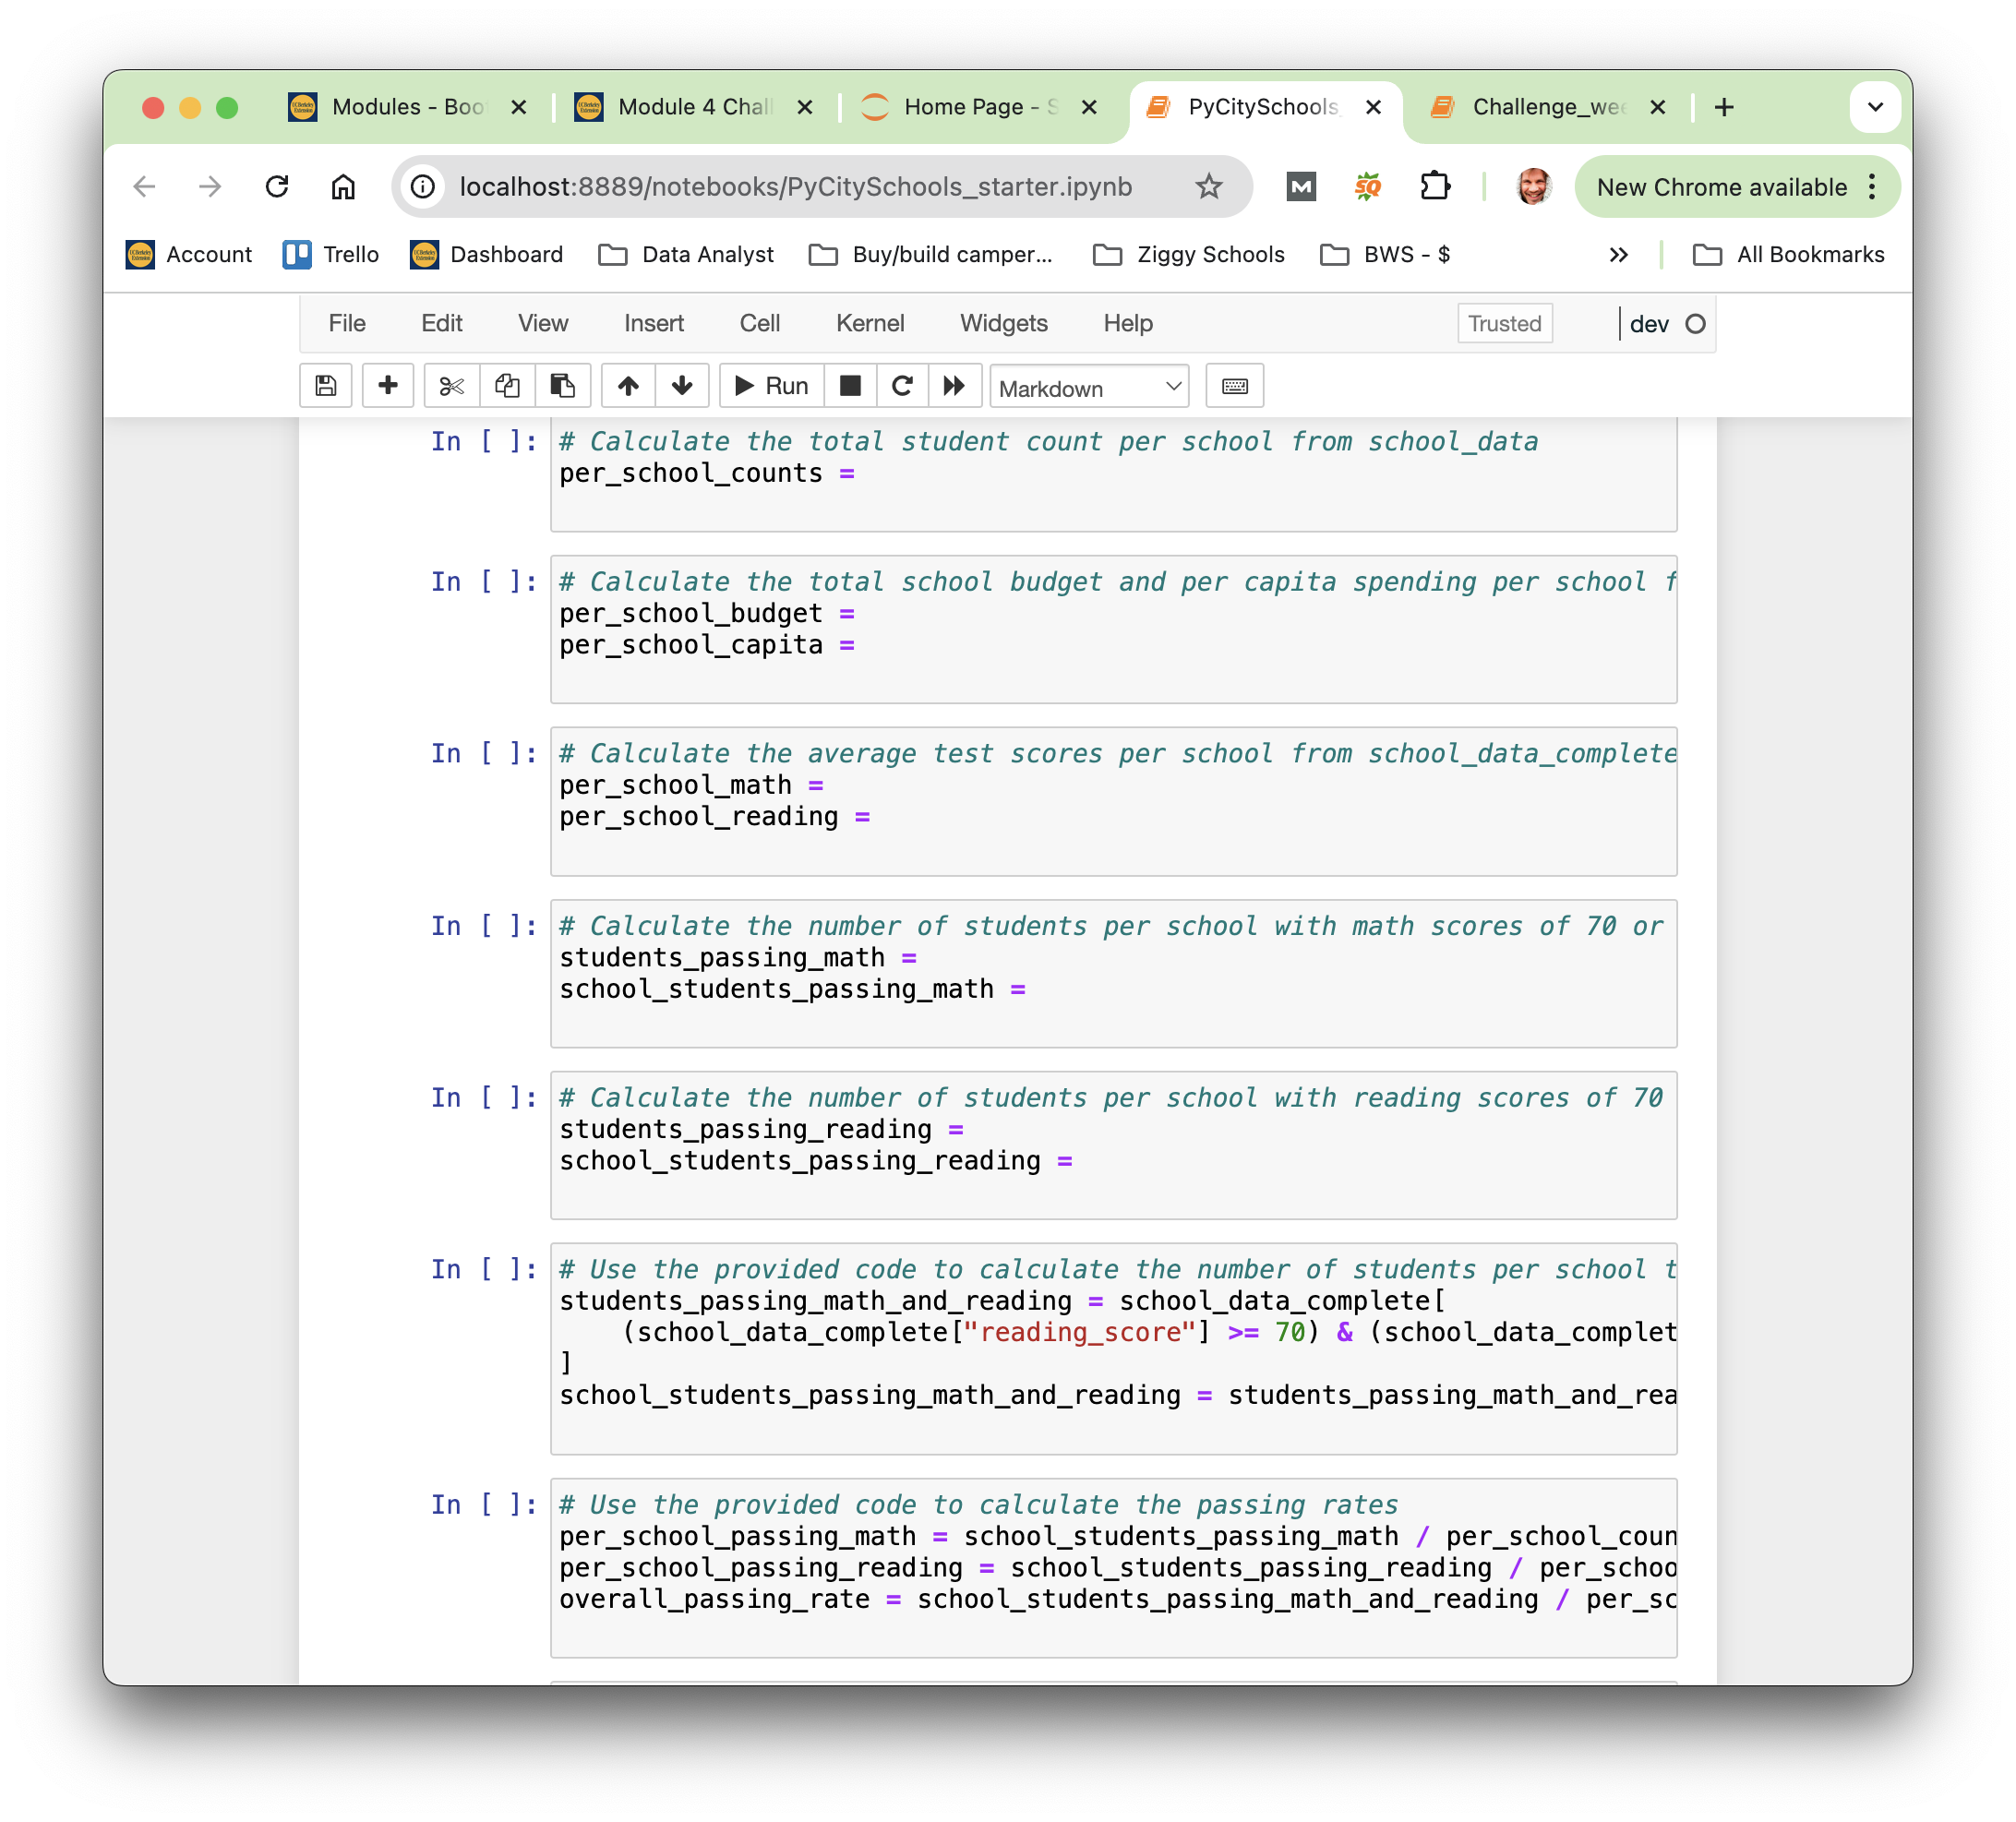 Modules - Boo
Module 4 Chall
Home Page - S
PyCitySchools_
Challenge_wee
localhost:8889/notebooks/PyCitySchools_starter.ipynb
M
SQ
New Chrome available
Account
Trello
Dashboard
Data Analyst
Buy/build camper...
Ziggy Schools
BWS - $
All Bookmarks
File Edit View Insert Cell Kernel Widgets Help
Trusted
dev
Run
Markdown
In [ ]: # Calculate the total student count per school from school_data
per_school_counts =
In [ ]: # Calculate the total school budget and per capita spending per school f
per_school_budget =
per_school_capita =
In [ ]: # Calculate the average test scores per school from school_data_complete
per_school_math =
per_school_reading =
In [ ]: # Calculate the number of students per school with math scores of 70 or
students_passing_math =
school_students_passing_math =
In [ ]: # Calculate the number of students per school with reading scores of 70
students_passing_reading =
school_students_passing_reading =
In [ ]: # Use the provided code to calculate the number of students per school t
students_passing_math_and_reading = school_data_complete[
(school_data_complete["reading_score"] >= 70) & (school_data_complet
]
school_students_passing_math_and_reading = students_passing_math_and_rea
In [ ]: # Use the provided code to calculate the passing rates
per_school_passing_math = school_students_passing_math / per_school_coun
per_school_passing_reading = school_students_passing_reading / per_schoo
overall_passing_rate = school_students_passing_math_and_reading / per_sc